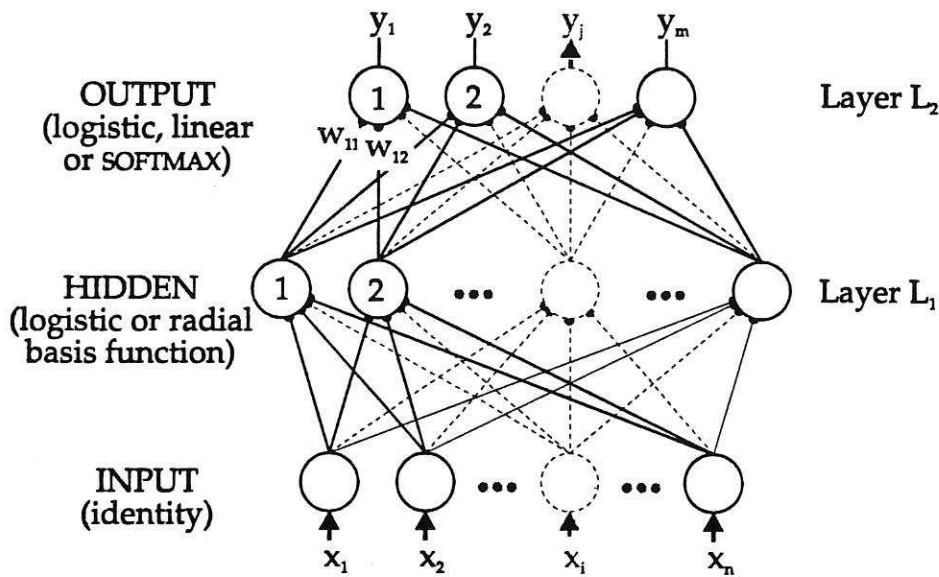 y₁ y₂ yⱼ yₘ
OUTPUT 1 2 Layer L₂
(logistic, linear
or SOFTMAX) w₁₁ w₁₂
HIDDEN 1 2 ... ... Layer L₁
(logistic or radial
basis function)
INPUT ... ...
(identity)
x₁ x₂ xᵢ xₙ